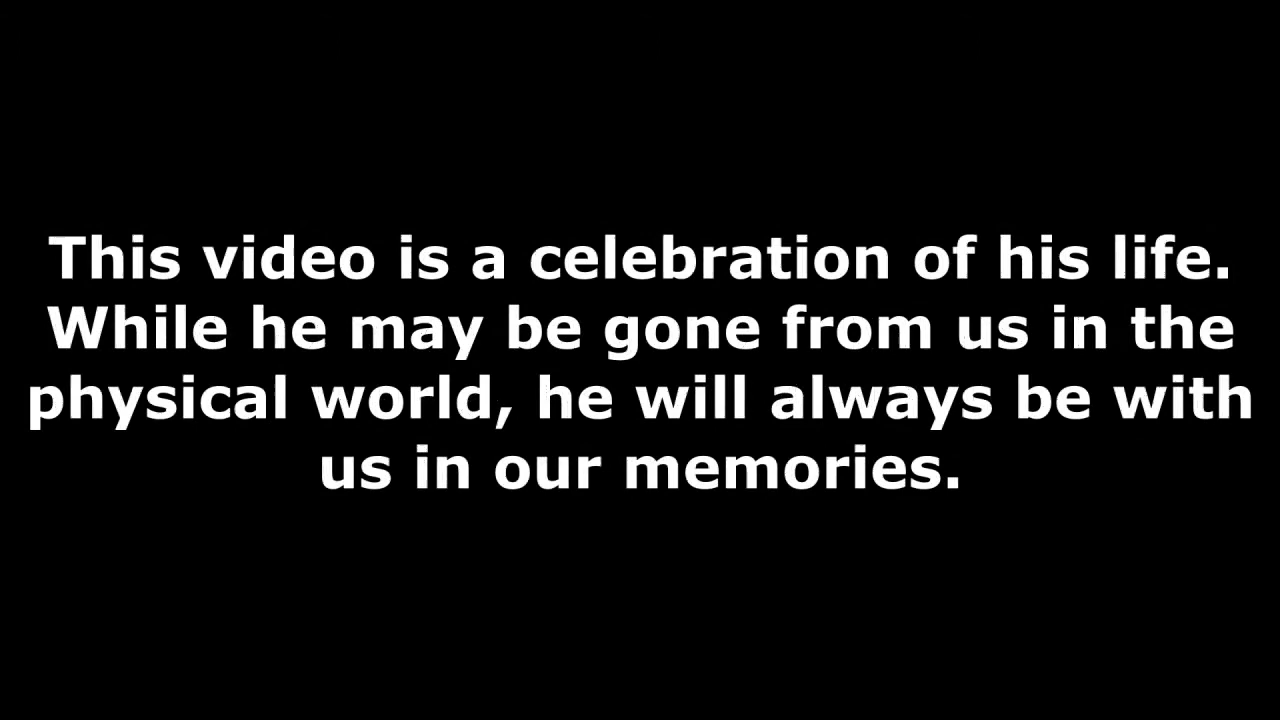 This video is a celebration of his life.
While he may be gone from us in the
physical world, he will always be with
us in our memories.